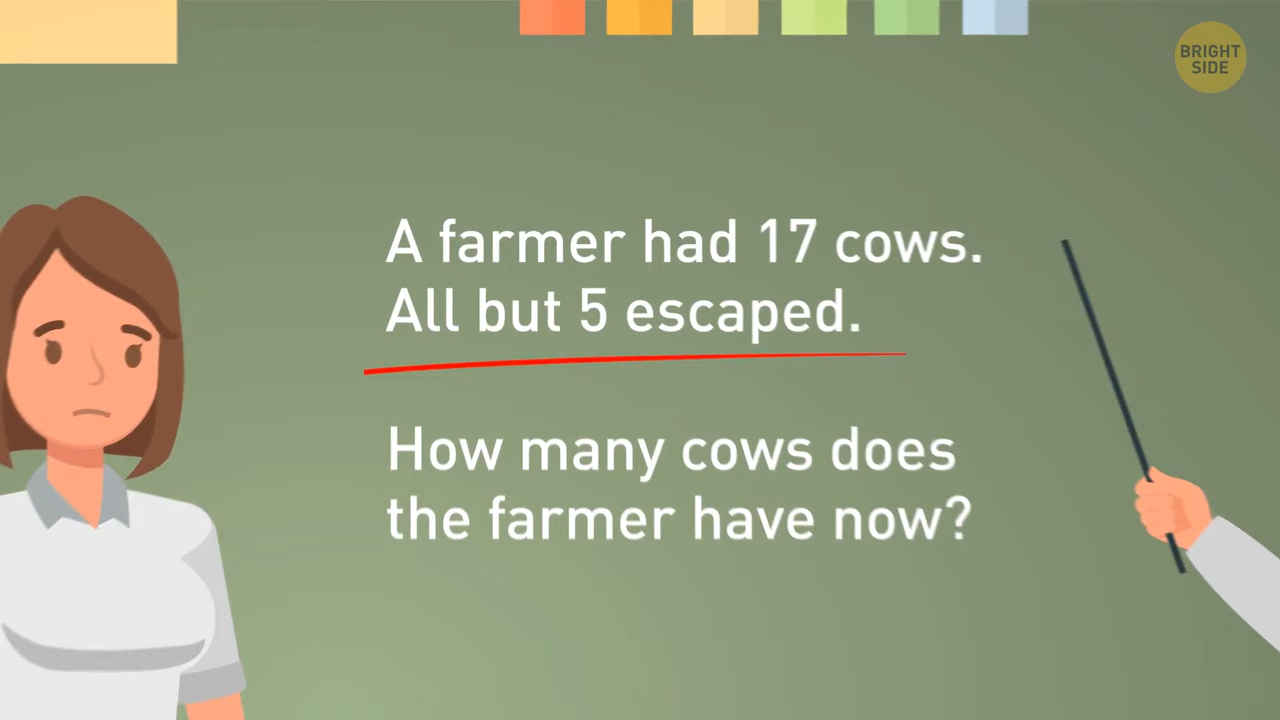 BRIGHT
SIDE
A farmer had 17 cows.
All but 5 escaped.
How many cows does
the farmer have now?